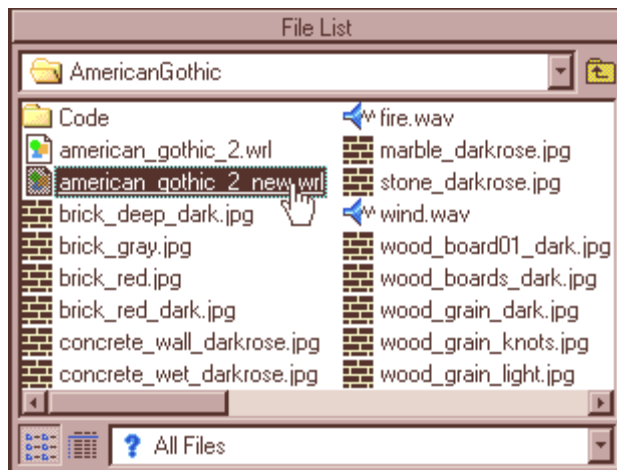 File List
AmericanGothic
Code
american_gothic_2.wrl
american_gothic_2_new.wrl
brick_deep_dark.jpg
brick_gray.jpg
brick_red.jpg
brick_red_dark.jpg
concrete_wall_darkrose.jpg
concrete_wet_darkrose.jpg
fire.wav
marble_darkrose.jpg
stone_darkrose.jpg
wind.wav
wood_board01_dark.jpg
wood_boards_dark.jpg
wood_grain_dark.jpg
wood_grain_knots.jpg
wood_grain_light.jpg
? All Files